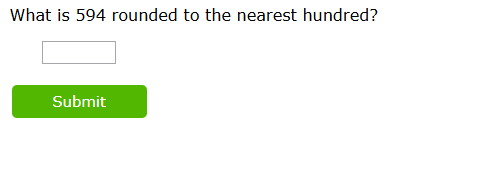 What is 594 rounded to the nearest hundred?
Submit